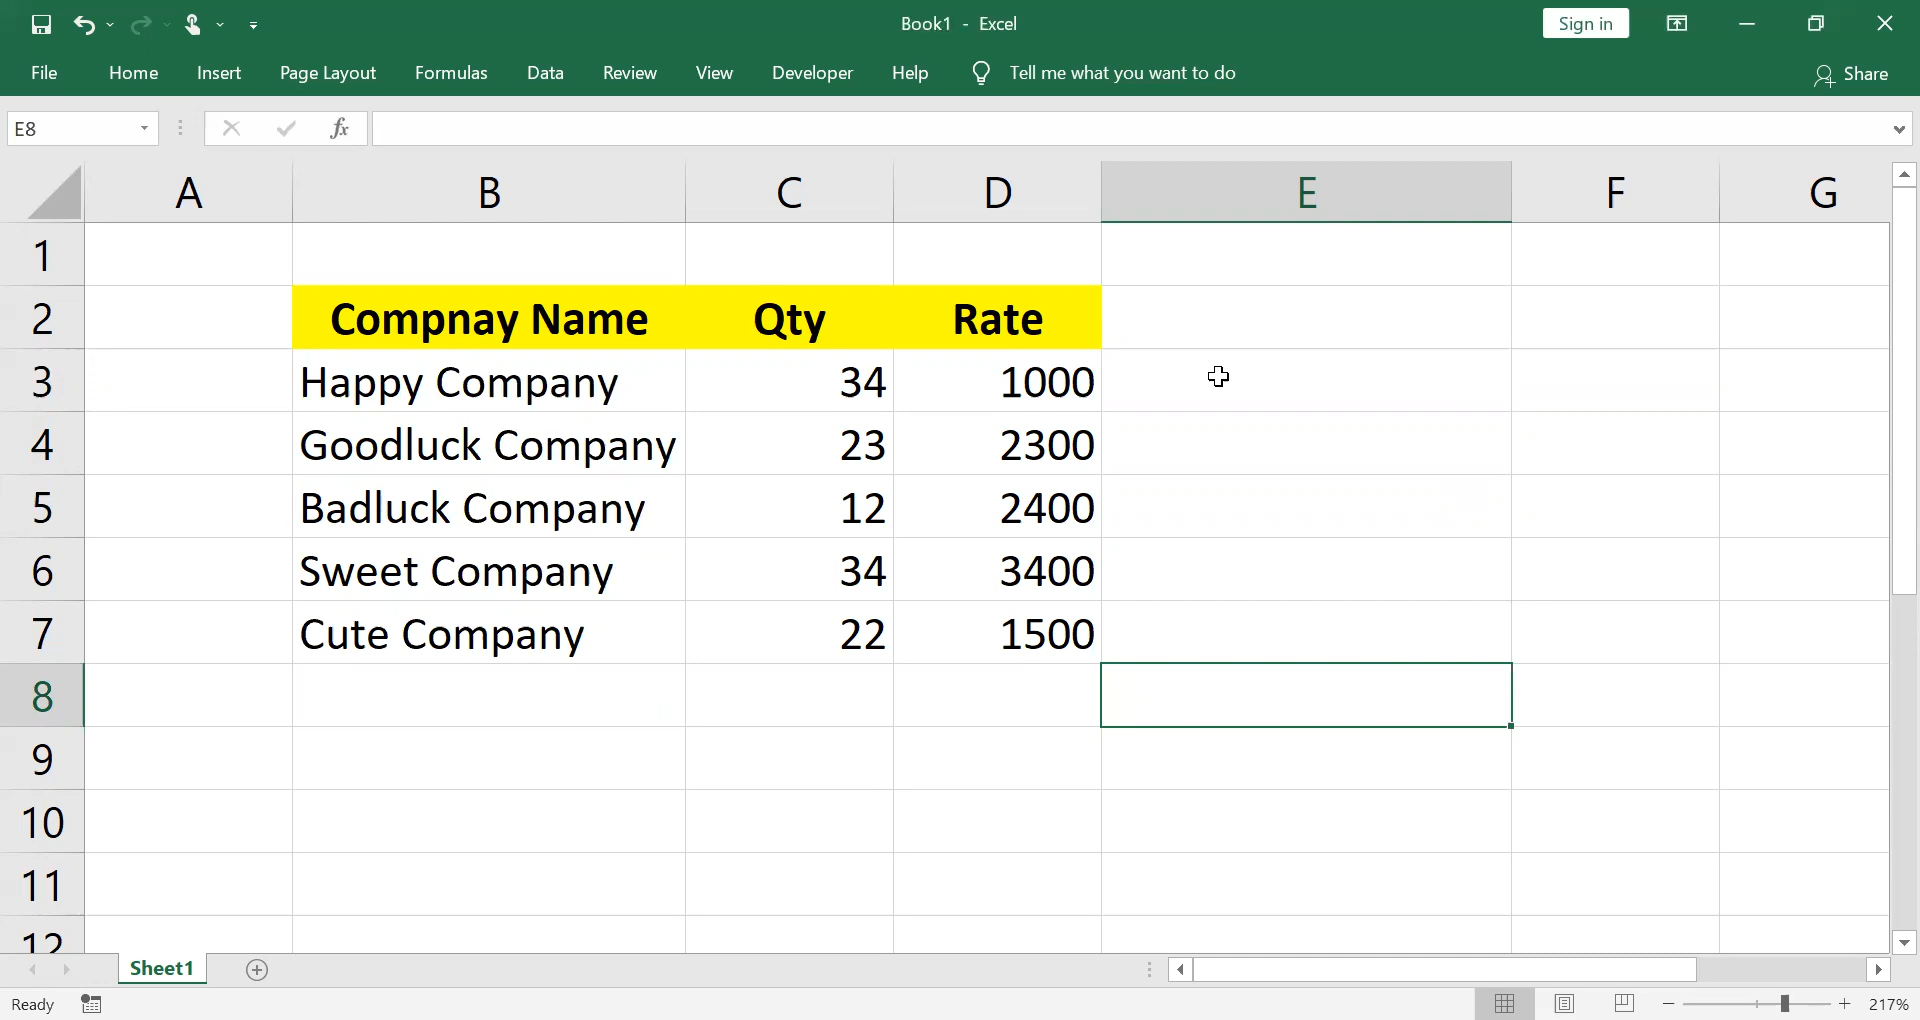 Book1 - Excel
Sign in
File Home Insert Page Layout Formulas Data Review View Developer Help Tell me what you want to do Share
E8 fx
A B C D E F G
1
2 Compnay Name Qty Rate
3 Happy Company 34 1000
4 Goodluck Company 23 2300
5 Badluck Company 12 2400
6 Sweet Company 34 3400
7 Cute Company 22 1500
8
9
10
11
12
Sheet1
Ready 217%